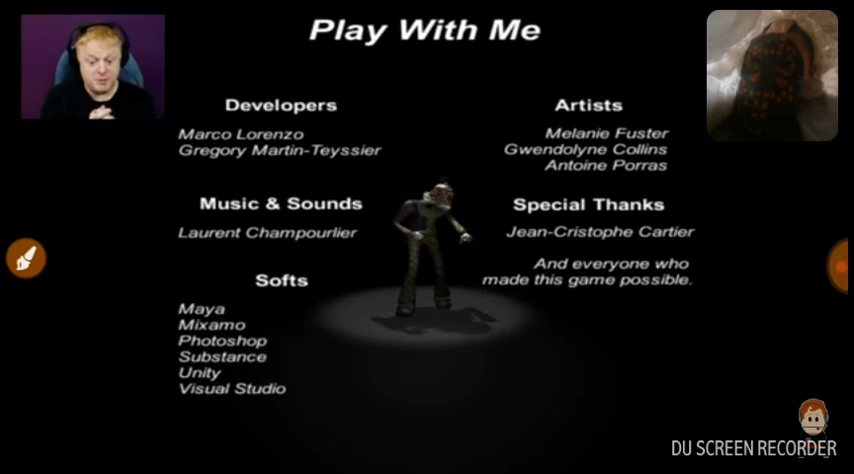 Play With Me
Developers
Marco Lorenzo
Gregory Martin-Teyssier
Artists
Melanie Fuster
Gwendolyne Collins
Antoine Porras
Music & Sounds
Laurent Champourlier
Special Thanks
Jean-Cristophe Cartier
And everyone who
made this game possible.
Softs
Maya
Mixamo
Photoshop
Substance
Unity
Visual Studio
DU SCREEN RECORDER